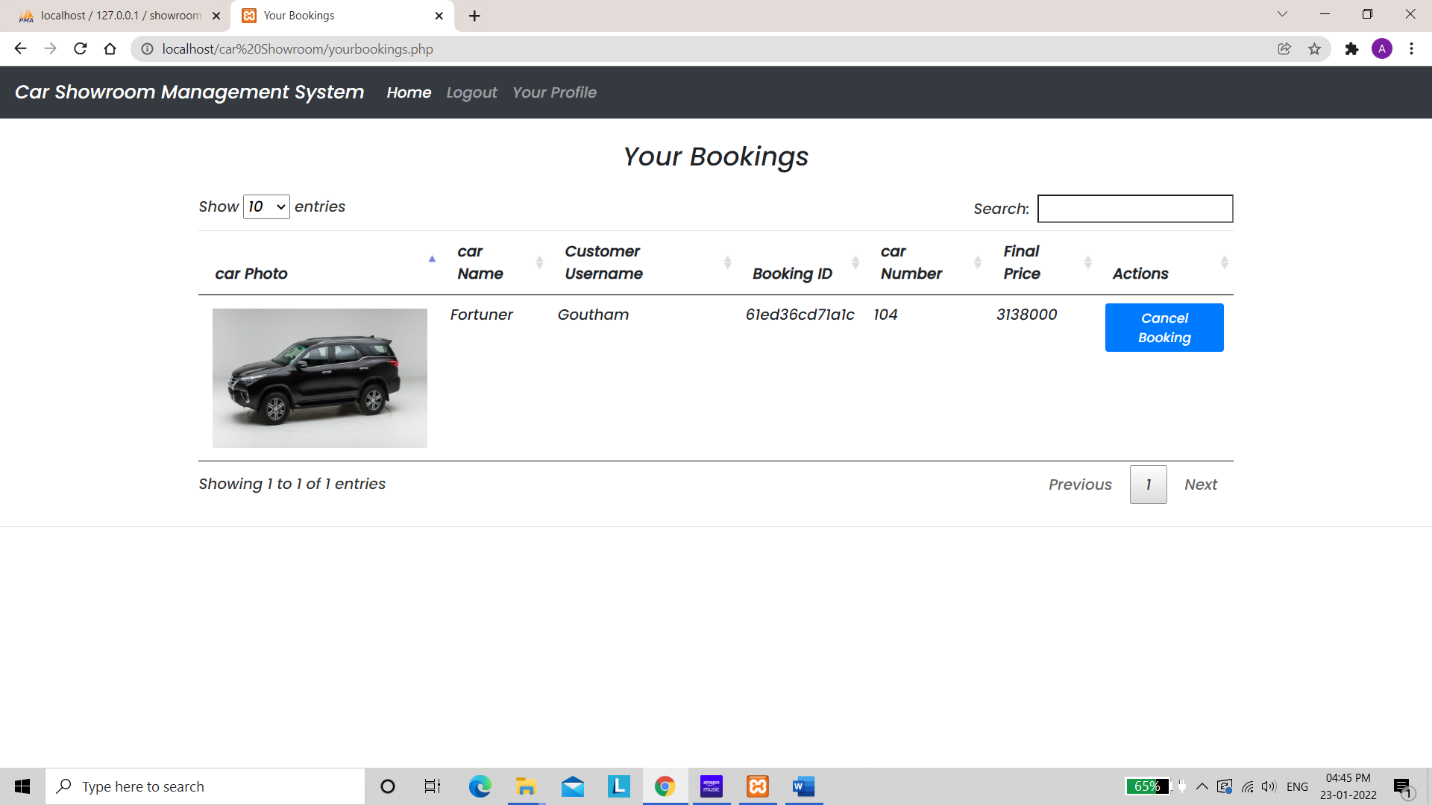 localhost / 127.0.0.1 / showroom
Your Bookings
localhost/car%20Showroom/yourbookings.php
A
Car Showroom Management System Home Logout Your Profile
Your Bookings
Show 10 entries
Search:
car Photo
car
Name
Customer
Username
Booking ID
car
Number
Final
Price
Actions
Fortuner Goutham 61ed36cd71a1c 104 3138000
Cancel
Booking
Showing 1 to 1 of 1 entries
Previous 1 Next
Type here to search
L
amazon
music
W
65%
ENG
04:45 PM
23-01-2022
1